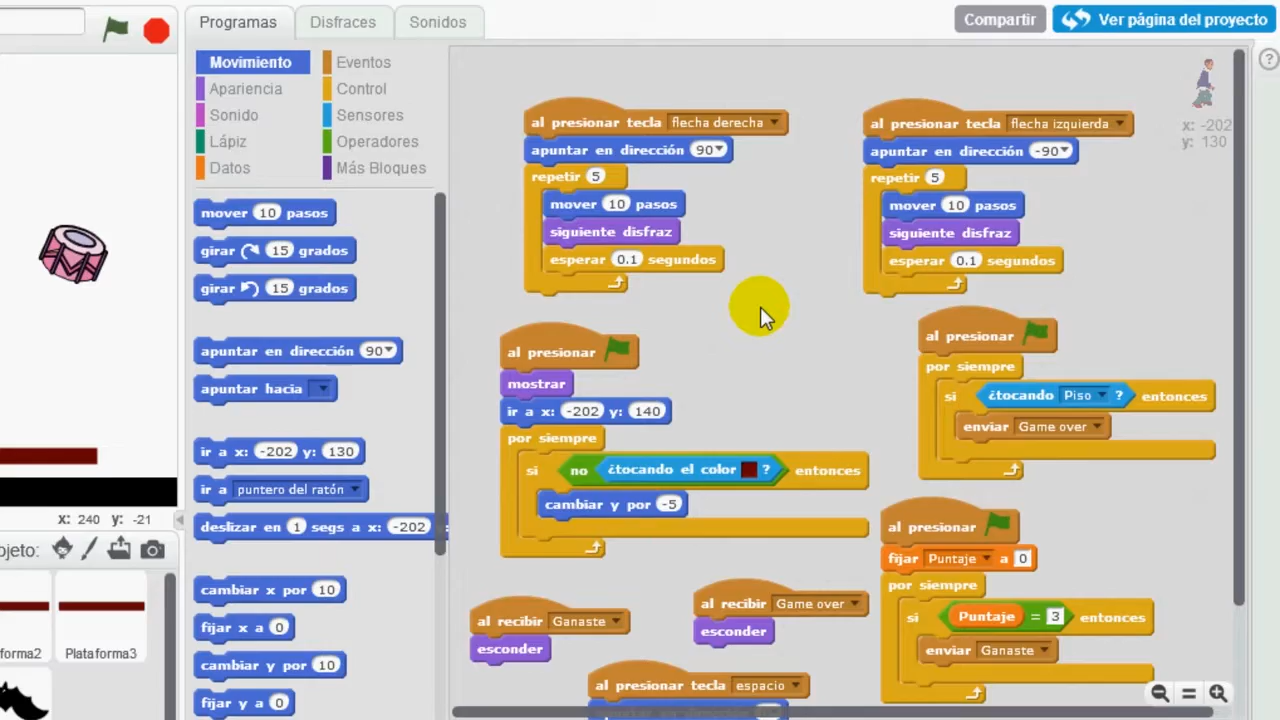 Programas Disfraces Sonidos
Compartir
Ver página del proyecto
?
Movimiento Eventos
Apariencia Control
Sonido Sensores
Lápiz Operadores
Datos Más Bloques
mover 10 pasos
girar 15 grados
girar 15 grados
apuntar en dirección 90
apuntar hacia
ir a x: -202 y: 130
ir a puntero del ratón
deslizar en 1 segs a x: -202
cambiar x por 10
fijar x a 0
cambiar y por 10
fijar y a 0
al presionar tecla flecha derecha
apuntar en dirección 90
repetir 5
mover 10 pasos
siguiente disfraz
esperar 0.1 segundos
al presionar tecla flecha izquierda
apuntar en dirección -90
repetir 5
mover 10 pasos
siguiente disfraz
esperar 0.1 segundos
x: -202
y: 130
al presionar
mostrar
ir a x: -202 y: 140
por siempre
si no ¿tocando el color ? entonces
cambiar y por -5
al presionar
por siempre
si ¿tocando Piso ? entonces
enviar Game over
al presionar
fijar Puntaje a 0
por siempre
si Puntaje = 3 entonces
enviar Ganaste
al recibir Ganaste
esconder
al recibir Game over
esconder
al presionar tecla espacio
x: 240 y: -21
ojeto:
forma2
Plataforma3